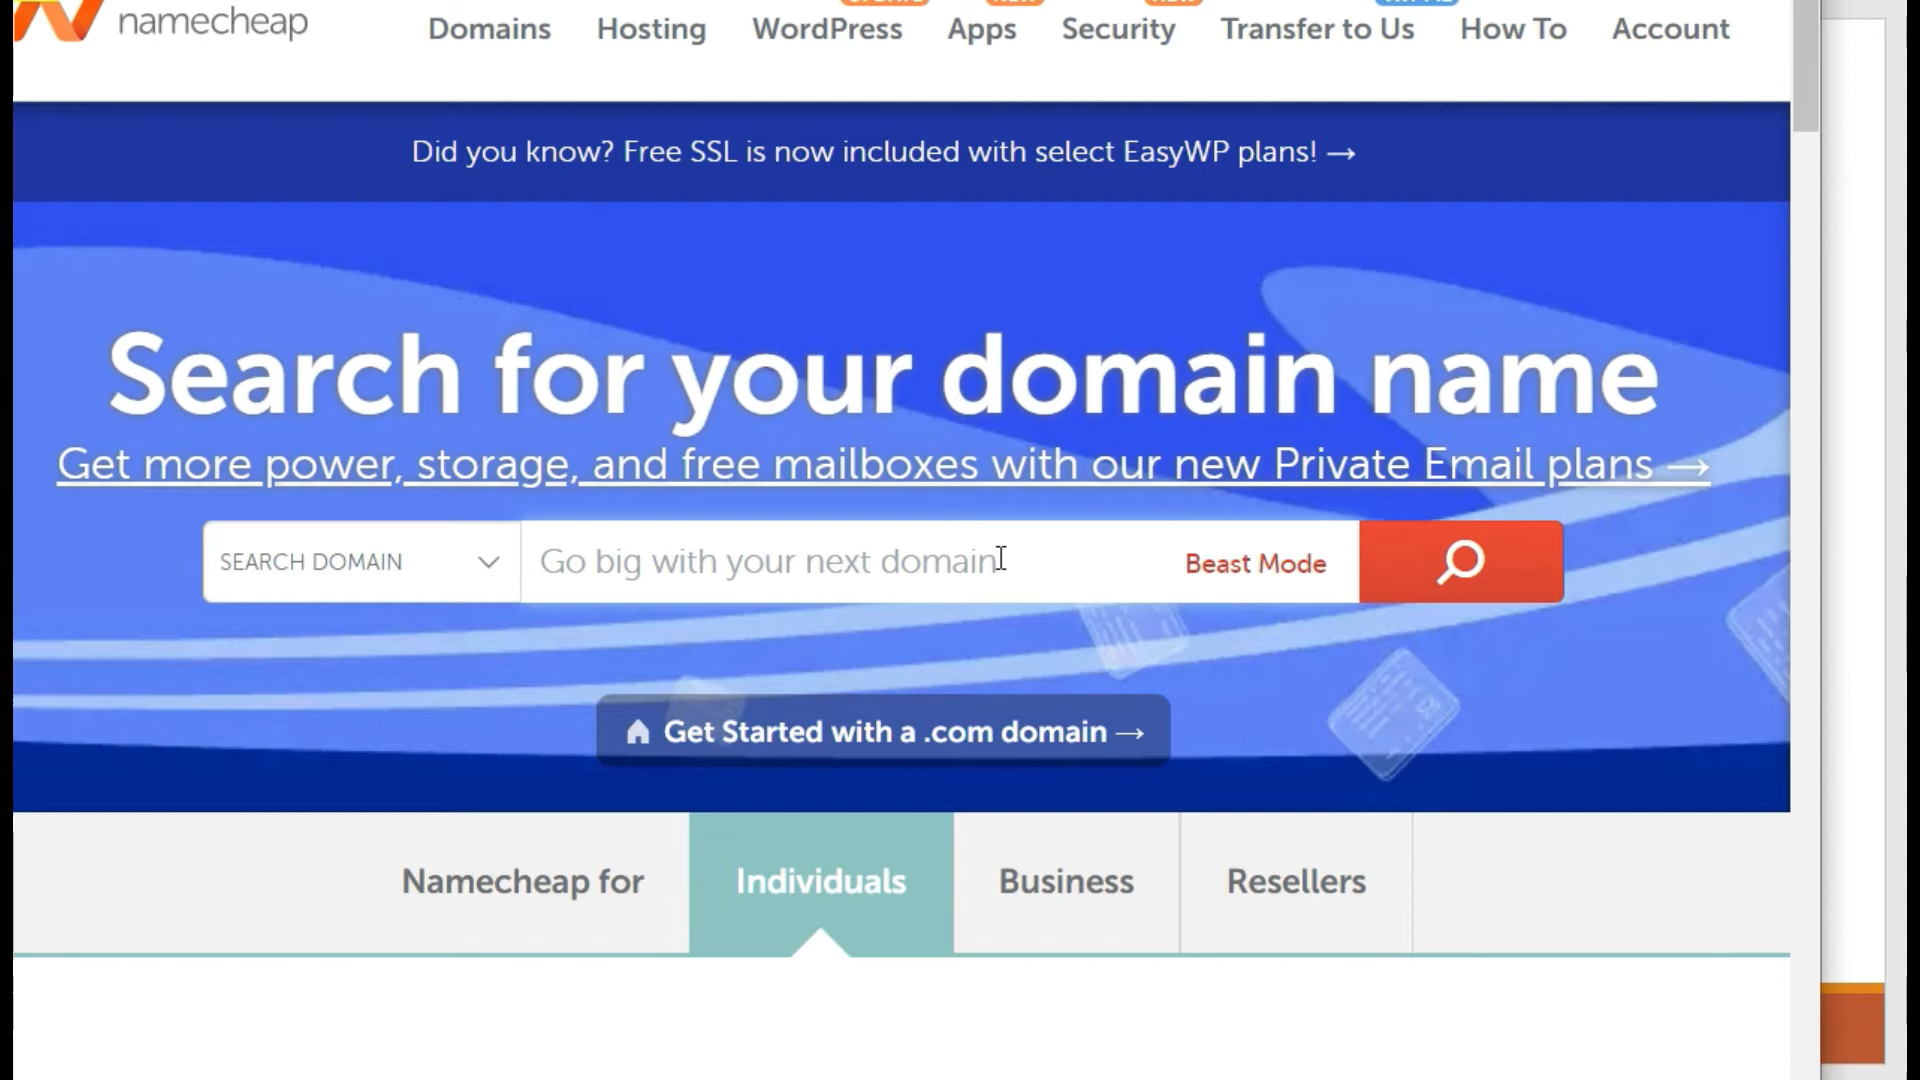 namecheap
Domains Hosting WordPress Apps Security Transfer to Us How To Account
Did you know? Free SSL is now included with select EasyWP plans! →
Search for your domain name
Get more power, storage, and free mailboxes with our new Private Email plans →
SEARCH DOMAIN Go big with your next domain Beast Mode
Get Started with a .com domain →
Namecheap for Individuals Business Resellers